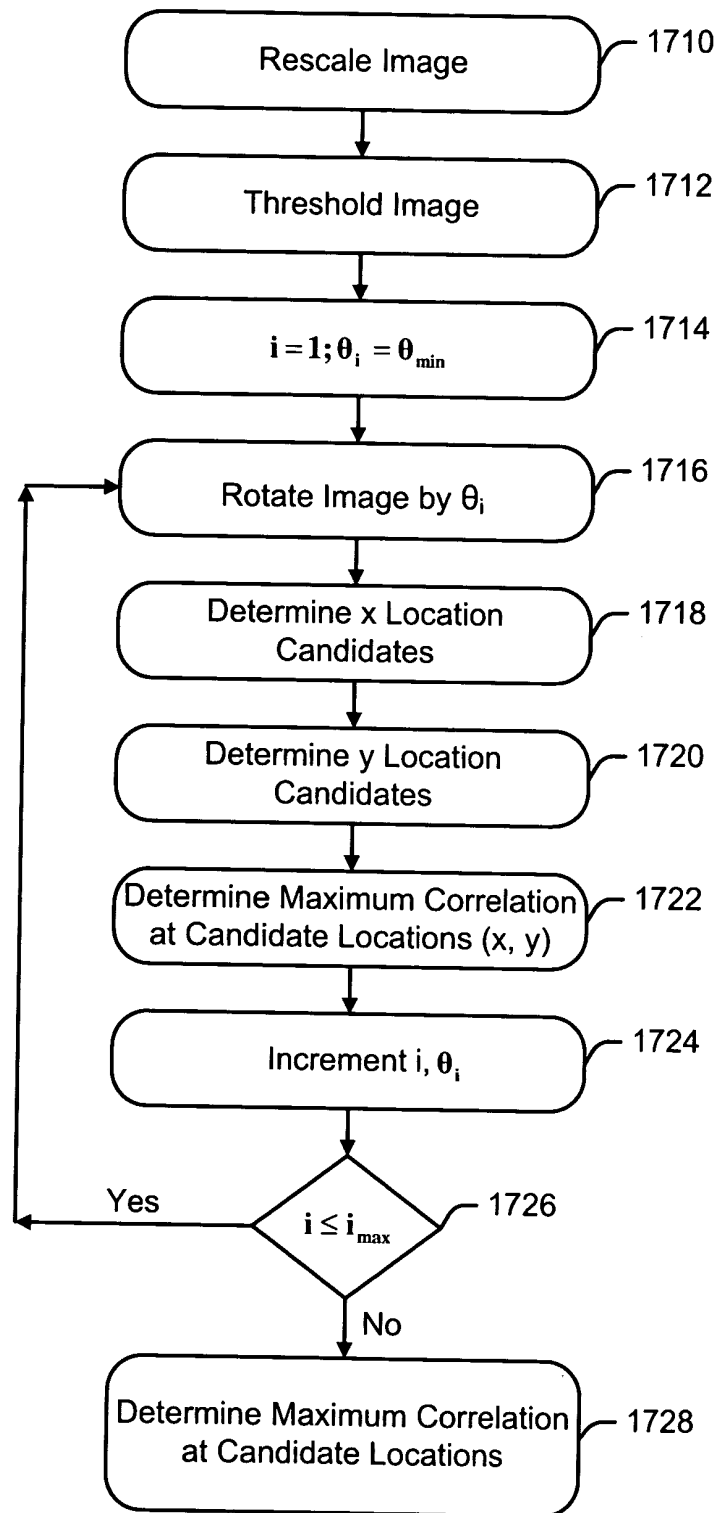 Rescale Image
1710
Threshold Image
1712
i = 1; θi = θmin
1714
Rotate Image by θi
1716
Determine x Location
Candidates
1718
Determine y Location
Candidates
1720
Determine Maximum Correlation
at Candidate Locations (x, y)
1722
Increment i, θi
1724
Yes
i ≤ imax
1726
No
Determine Maximum Correlation
at Candidate Locations
1728